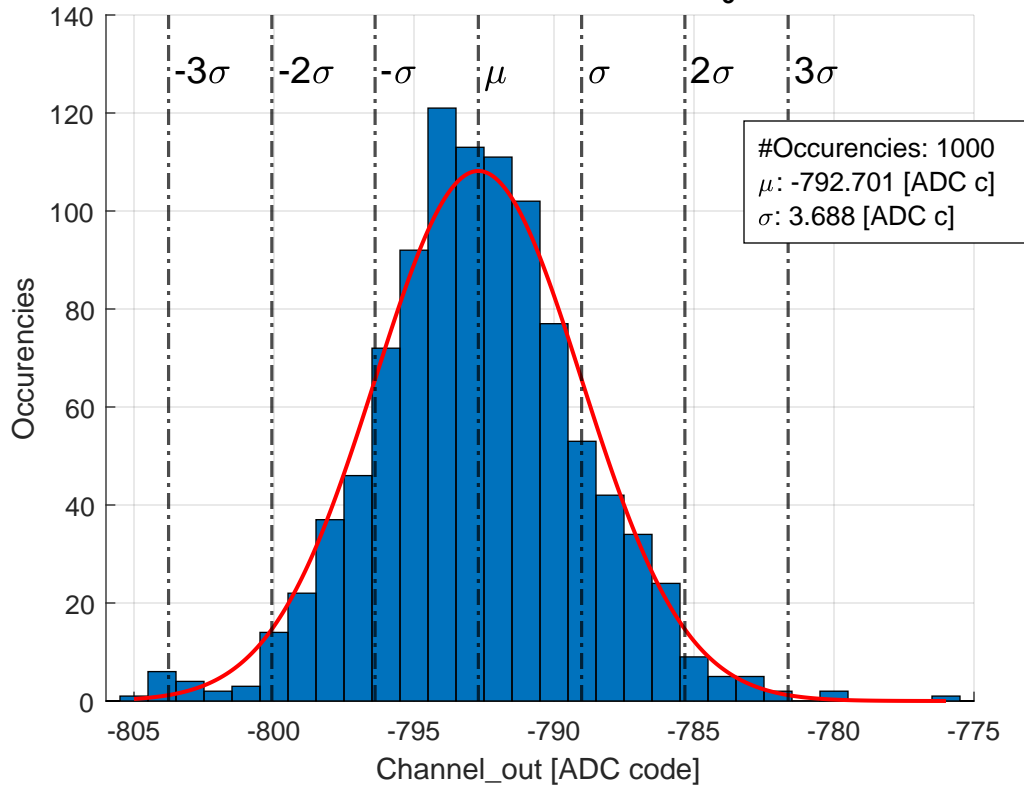 140
120
100
80
60
40
20
0
-3σ -2σ -σ μ σ 2σ 3σ
#Occurencies: 1000
μ: -792.701 [ADC c]
σ: 3.688 [ADC c]
Occurencies
-805 -800 -795 -790 -785 -780 -775
Channel_out [ADC code]